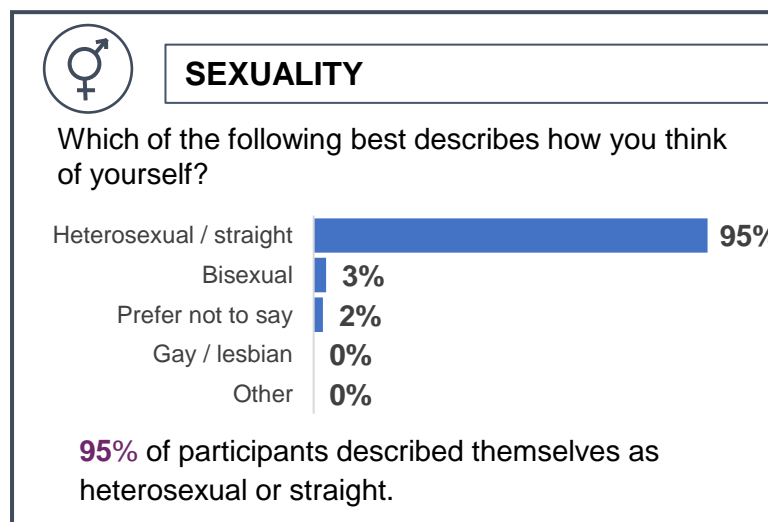 SEXUALITY
Which of the following best describes how you think
of yourself?
Heterosexual / straight 95%
Bisexual 3%
Prefer not to say 2%
Gay / lesbian 0%
Other 0%
95% of participants described themselves as
heterosexual or straight.